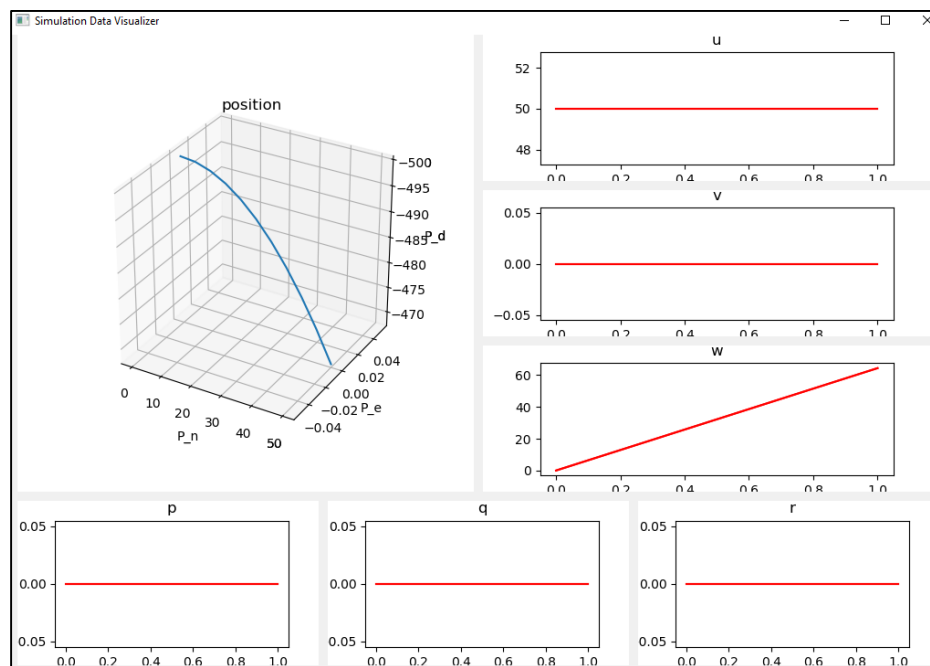 Simulation Data Visualizer
position
−500
−495
−490
−485
P_d
−480
−475
−470
0.04
0.02
0.00
−0.02
−0.04
P_e
0 10 20 30 40 50
P_n
u
52
50
48
0.0 0.2 0.4 0.6 0.8 1.0
v
0.05
0.00
−0.05
0.0 0.2 0.4 0.6 0.8 1.0
w
60
40
20
0
0.0 0.2 0.4 0.6 0.8 1.0
p
0.05
0.00
0.05
0.0 0.2 0.4 0.6 0.8 1.0
q
0.05
0.00
0.05
0.0 0.2 0.4 0.6 0.8 1.0
r
0.05
0.00
0.05
0.0 0.2 0.4 0.6 0.8 1.0